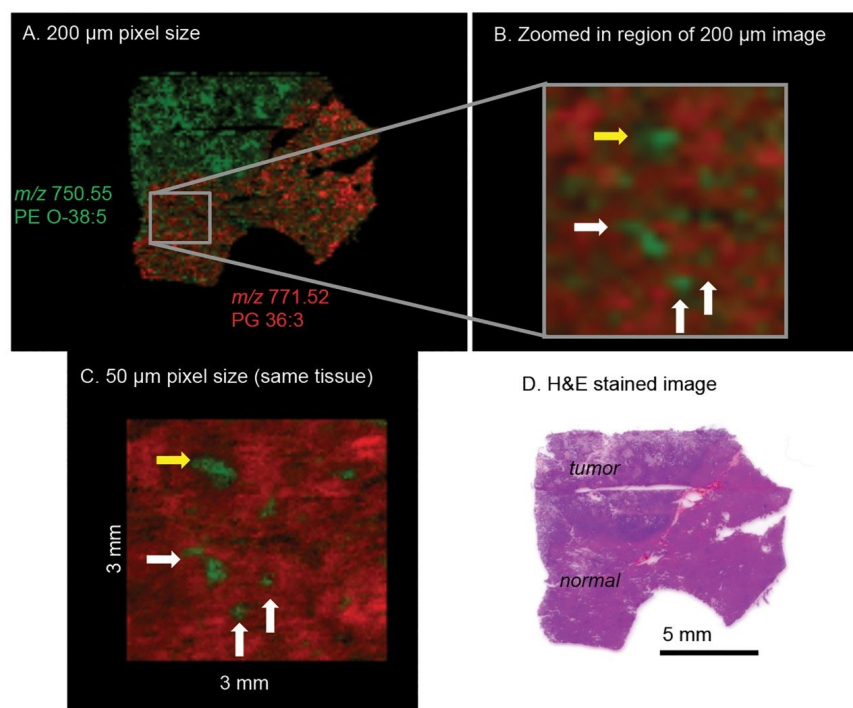 A. 200 µm pixel size
B. Zoomed in region of 200 µm image
m/z 750.55
PE O-38:5
m/z 771.52
PG 36:3
C. 50 µm pixel size (same tissue)
D. H&E stained image
tumor
3 mm
normal
5 mm
3 mm